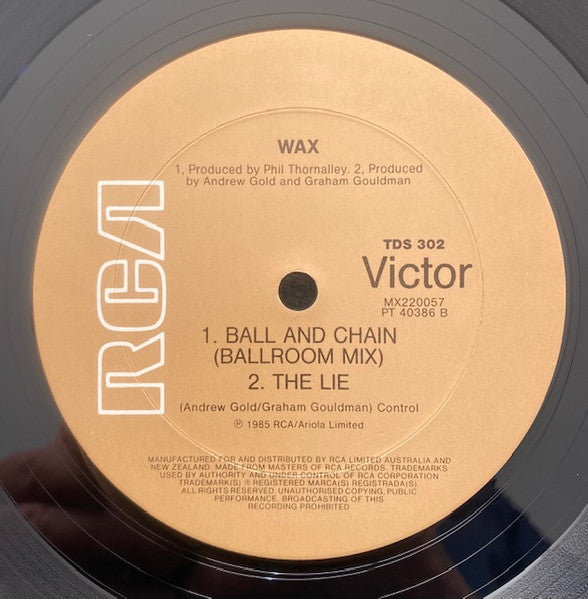 WAX
1, Produced by Phil Thornalley. 2, Produced
by Andrew Gold and Graham Gouldman
RCA
TDS 302
Victor
MX220057
PT 40386 B
1. BALL AND CHAIN
(BALLROOM MIX)
2. THE LIE
(Andrew Gold/Graham Gouldman) Control
℗ 1985 RCA/Ariola Limited
MANUFACTURED FOR AND DISTRIBUTED BY RCA LIMITED AUSTRALIA AND
NEW ZEALAND. MADE FROM MASTERS OF RCA RECORDS. TRADEMARKS
USED BY AUTHORITY AND UNDER CONTROL OF RCA CORPORATION
TRADEMARK(S) ® REGISTERED MARCA(S) REGISTRADA(S)
ALL RIGHTS RESERVED. UNAUTHORISED COPYING, PUBLIC
PERFORMANCE, BROADCASTING OF THIS
RECORDING PROHIBITED